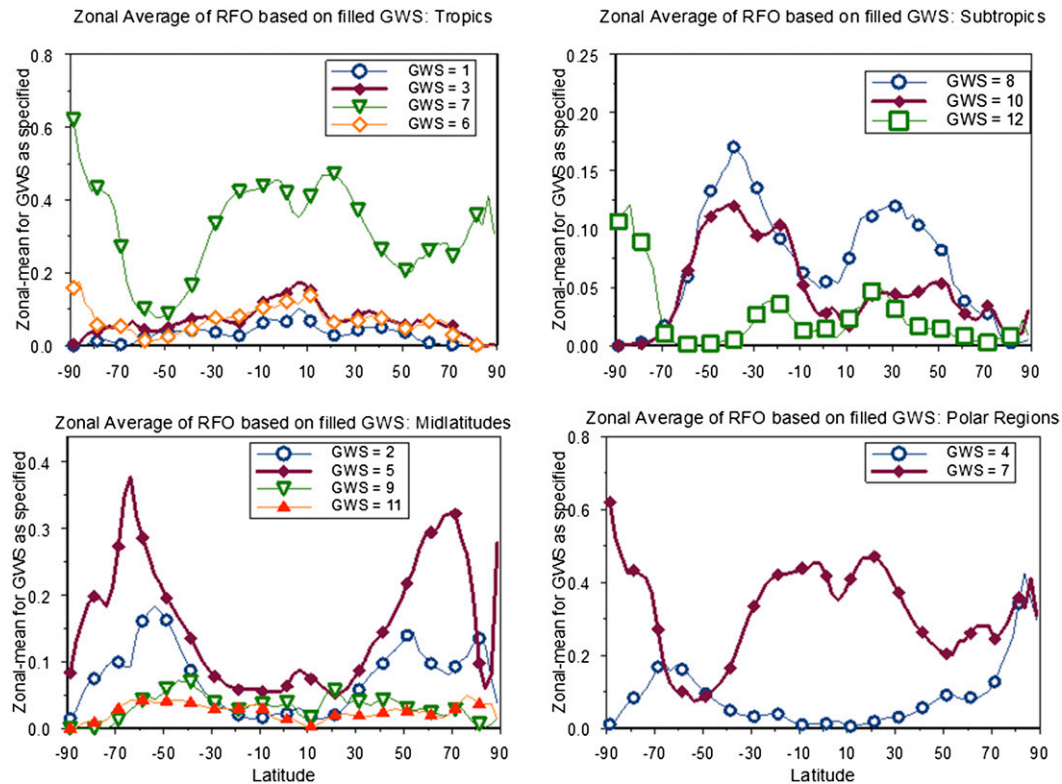 Zonal Average of RFO based on filled GWS: Tropics
Zonal-mean for GWS as specified
0.8
0.6
0.4
0.2
0.0
GWS = 1
GWS = 3
GWS = 7
GWS = 6
-90 -70 -50 -30 -10 10 30 50 70 90
Zonal Average of RFO based on filled GWS: Subtropics
Zonal-mean for GWS as specified
0.25
0.20
0.15
0.10
0.05
0.00
GWS = 8
GWS = 10
GWS = 12
-90 -70 -50 -30 -10 10 30 50 70 90
Zonal Average of RFO based on filled GWS: Midlatitudes
Zonal-mean for GWS as specified
0.4
0.3
0.2
0.1
0.0
GWS = 2
GWS = 5
GWS = 9
GWS = 11
-90 -70 -50 -30 -10 10 30 50 70 90
Latitude
Zonal Average of RFO based on filled GWS: Polar Regions
Zonal-mean for GWS as specified
0.8
0.6
0.4
0.2
0.0
GWS = 4
GWS = 7
-90 -70 -50 -30 -10 10 30 50 70 90
Latitude